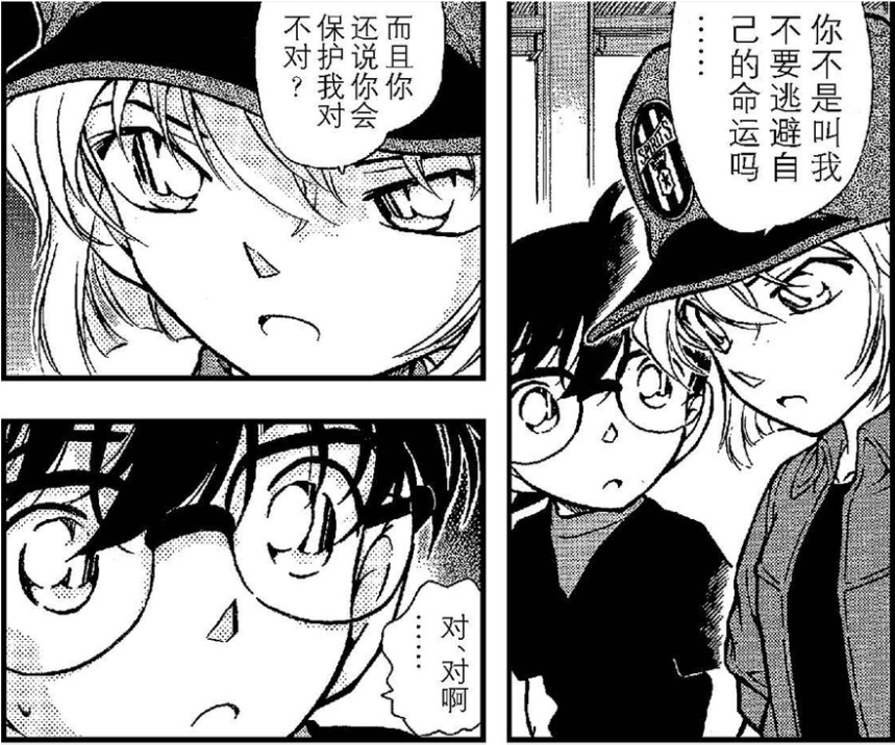 你不是叫我
不要逃避自
己的命运吗
……
SPIRITS
而且你
还说你会
保护我对
不对？
对、对啊
……